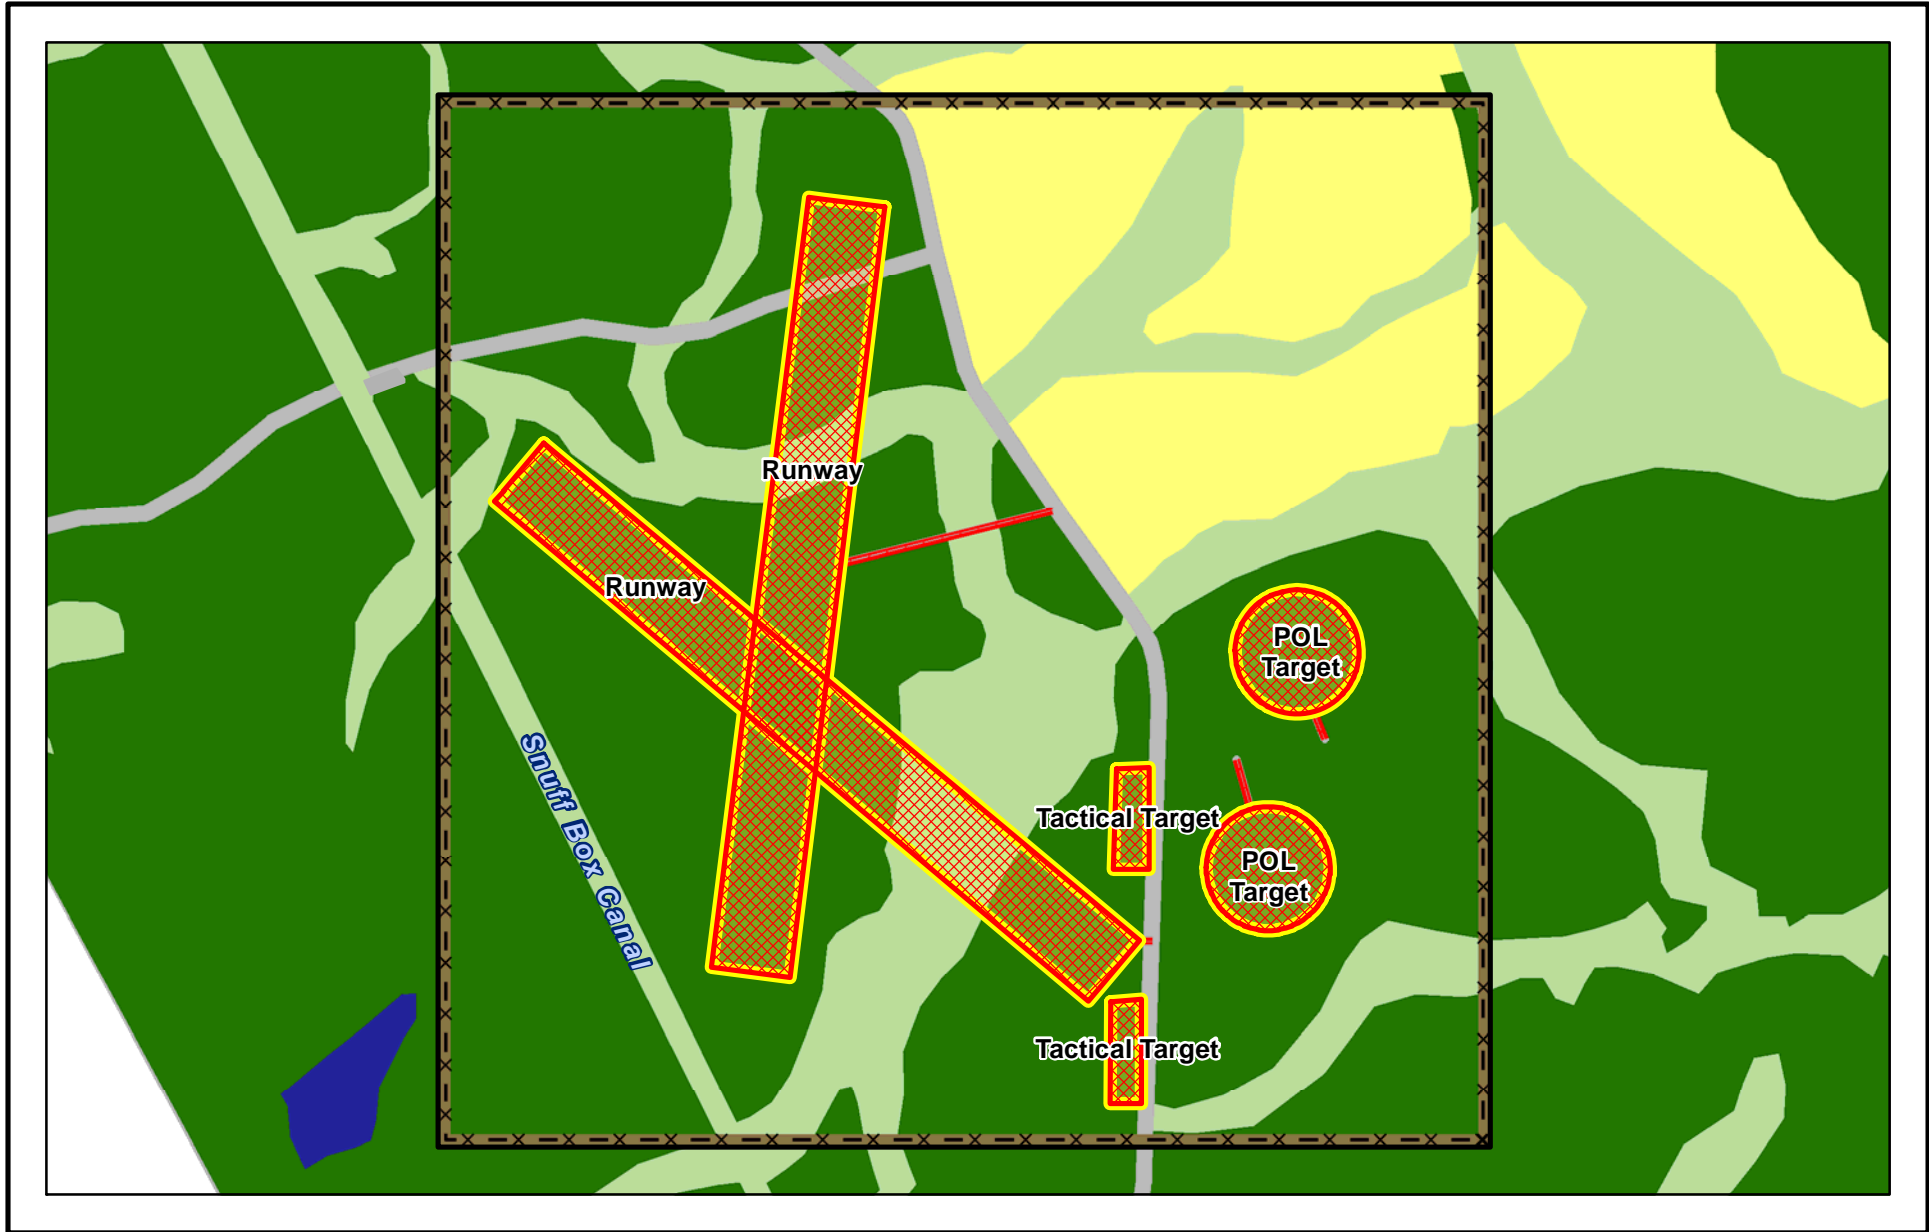 Runway
Runway
POL
Target
Snuff Box Canal
Tactical Target
POL
Target
Tactical Target